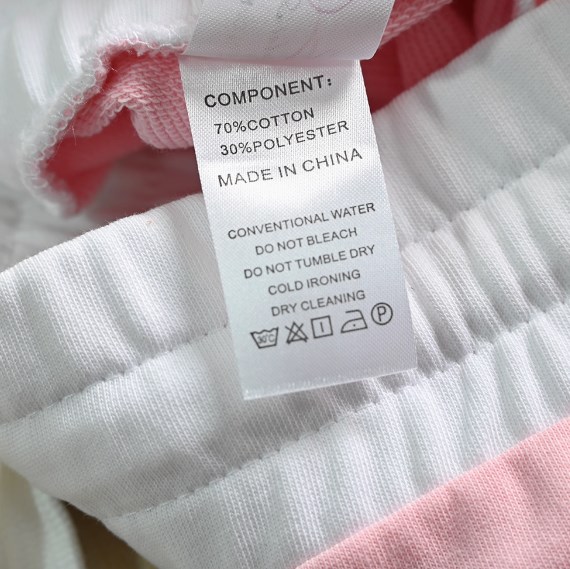 COMPONENT:
70%COTTON
30%POLYESTER
MADE IN CHINA
CONVENTIONAL WATER
DO NOT BLEACH
DO NOT TUMBLE DRY
COLD IRONING
DRY CLEANING
P